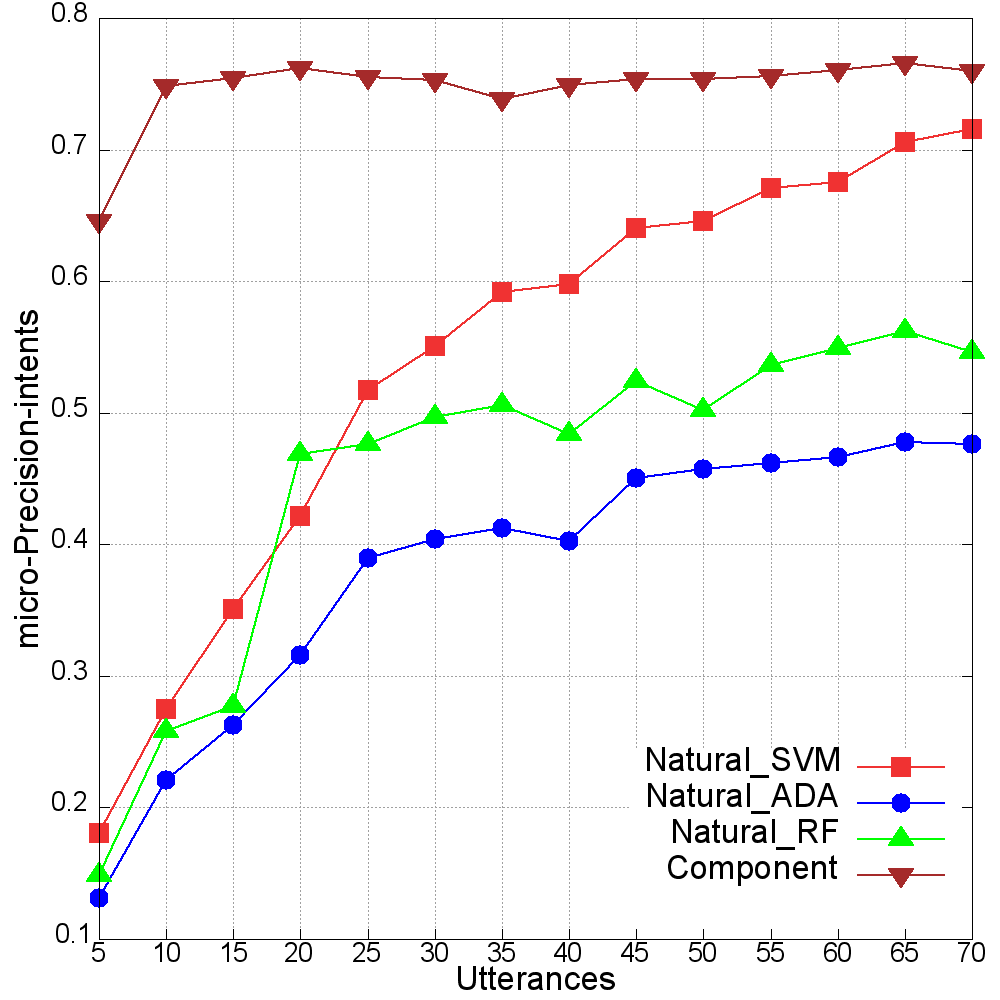 0.8
0.7
0.6
0.5
0.4
0.3
0.2
0.1
micro-Precision-intents
Natural_SVM
Natural_ADA
Natural_RF
Component
5 10 15 20 25 30 35 40 45 50 55 60 65 70
Utterances